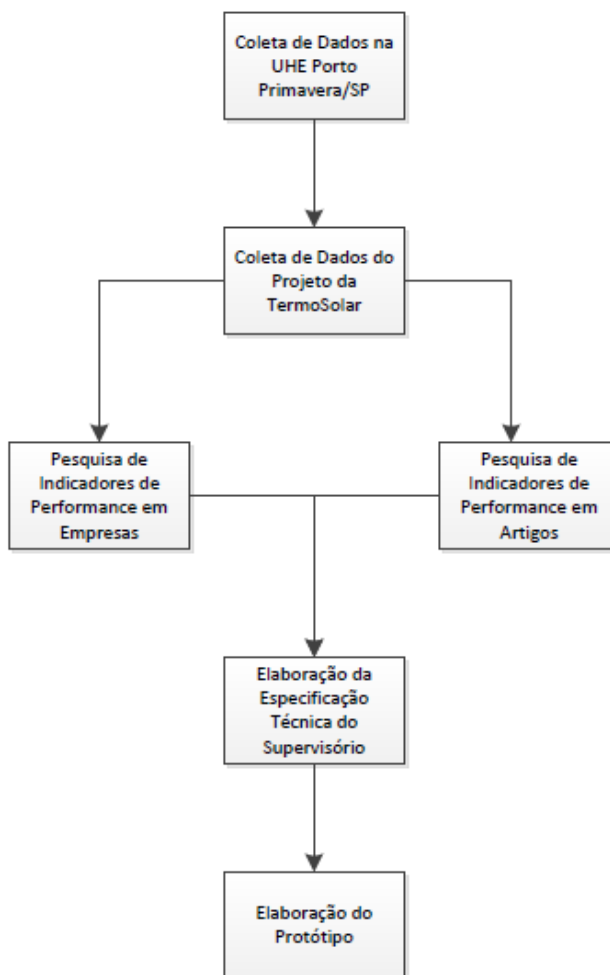 Coleta de Dados na
UHE Porto
Primavera/SP
Coleta de Dados do
Projeto da
TermoSolar
Pesquisa de
Indicadores de
Performance em
Empresas
Pesquisa de
Indicadores de
Performance em
Artigos
Elaboração da
Especificação
Técnica do
Supervisório
Elaboração do
Protótipo